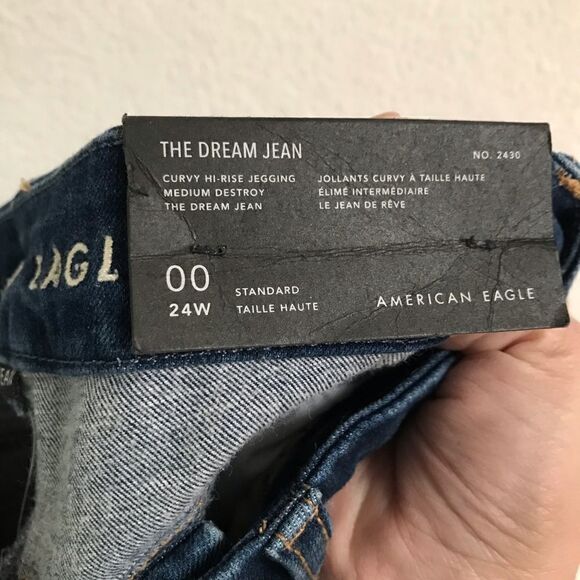 THE DREAM JEAN
NO. 2430
CURVY HI-RISE JEGGING
MEDIUM DESTROY
THE DREAM JEAN
JOLLANTS CURVY À TAILLE HAUTE
ÉLIMÉ INTERMÉDIAIRE
LE JEAN DE RÊVE
00
24W
STANDARD
TAILLE HAUTE
AMERICAN EAGLE
EAGL